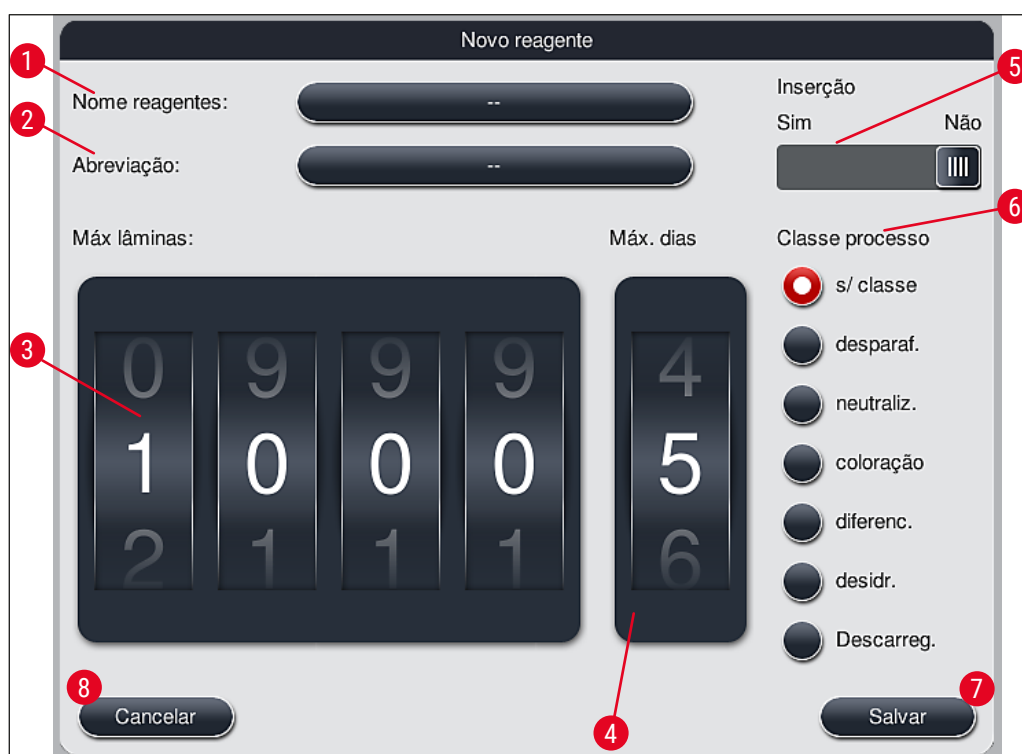 Novo reagente
1
Nome reagentes: --
2
Abreviação: --
5
Inserção
Sim Não
Máx lâminas: Máx. dias
3
0 9 9 9 4
1 0 0 0 5
2 1 1 1 6
4
6
Classe processo
s/ classe
desparaf.
neutraliz.
coloração
diferenc.
desidr.
Descarreg.
8
Cancelar
7
Salvar